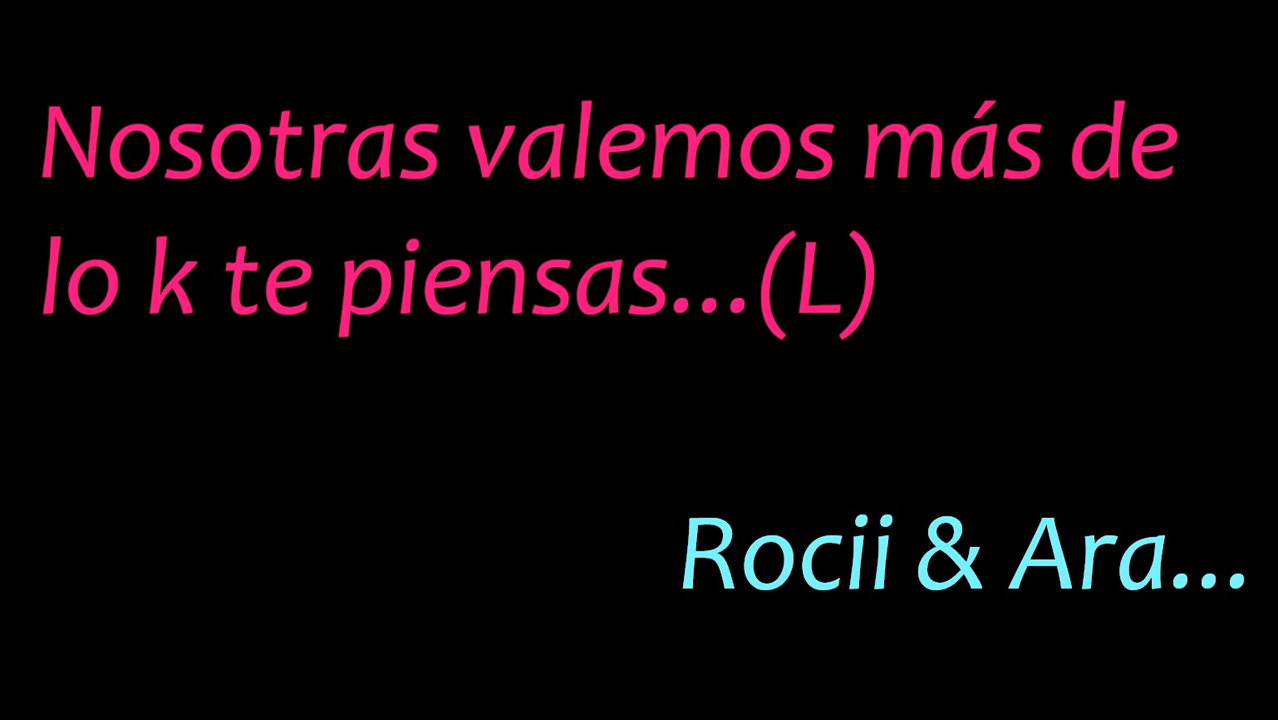 Nosotras valemos más de
lo k te piensas...(L)
Rocii & Ara...